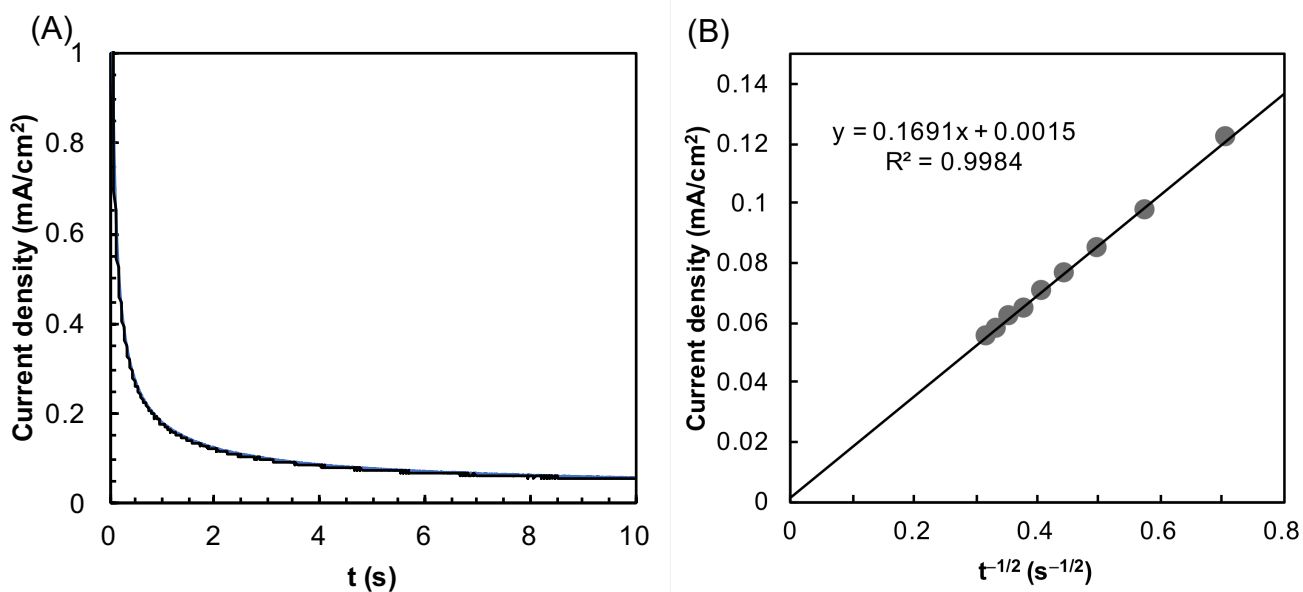 (A)
1
0.8
0.6
0.4
0.2
0
Current density (mA/cm²)
0 2 4 6 8 10
t (s)
(B)
0.14
0.12
0.1
0.08
0.06
0.04
0.02
0
Current density (mA/cm²)
y = 0.1691x + 0.0015
R² = 0.9984
0 0.2 0.4 0.6 0.8
t⁻¹/² (s⁻¹/²)